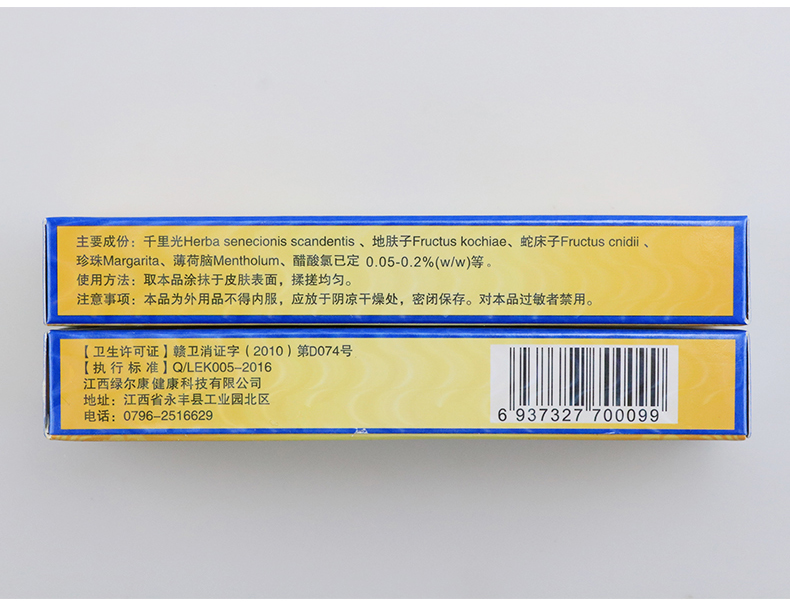 主要成份：千里光Herba senecionis scandentis 、地肤子Fructus kochiae、蛇床子Fructus cnidii 、
珍珠Margarita、薄荷脑Mentholum、醋酸氯已定 0.05-0.2%(w/w)等。
使用方法：取本品涂抹于皮肤表面，揉搓均匀。
注意事项：本品为外用品不得内服，应放于阴凉干燥处，密闭保存。对本品过敏者禁用。
【卫生许可证】赣卫消证字（2010）第D074号
【执行标准】Q/LEK005-2016
江西绿尔康健康科技有限公司
地址：江西省永丰县工业园北区
电话：0796-2516629
6 937327 700099